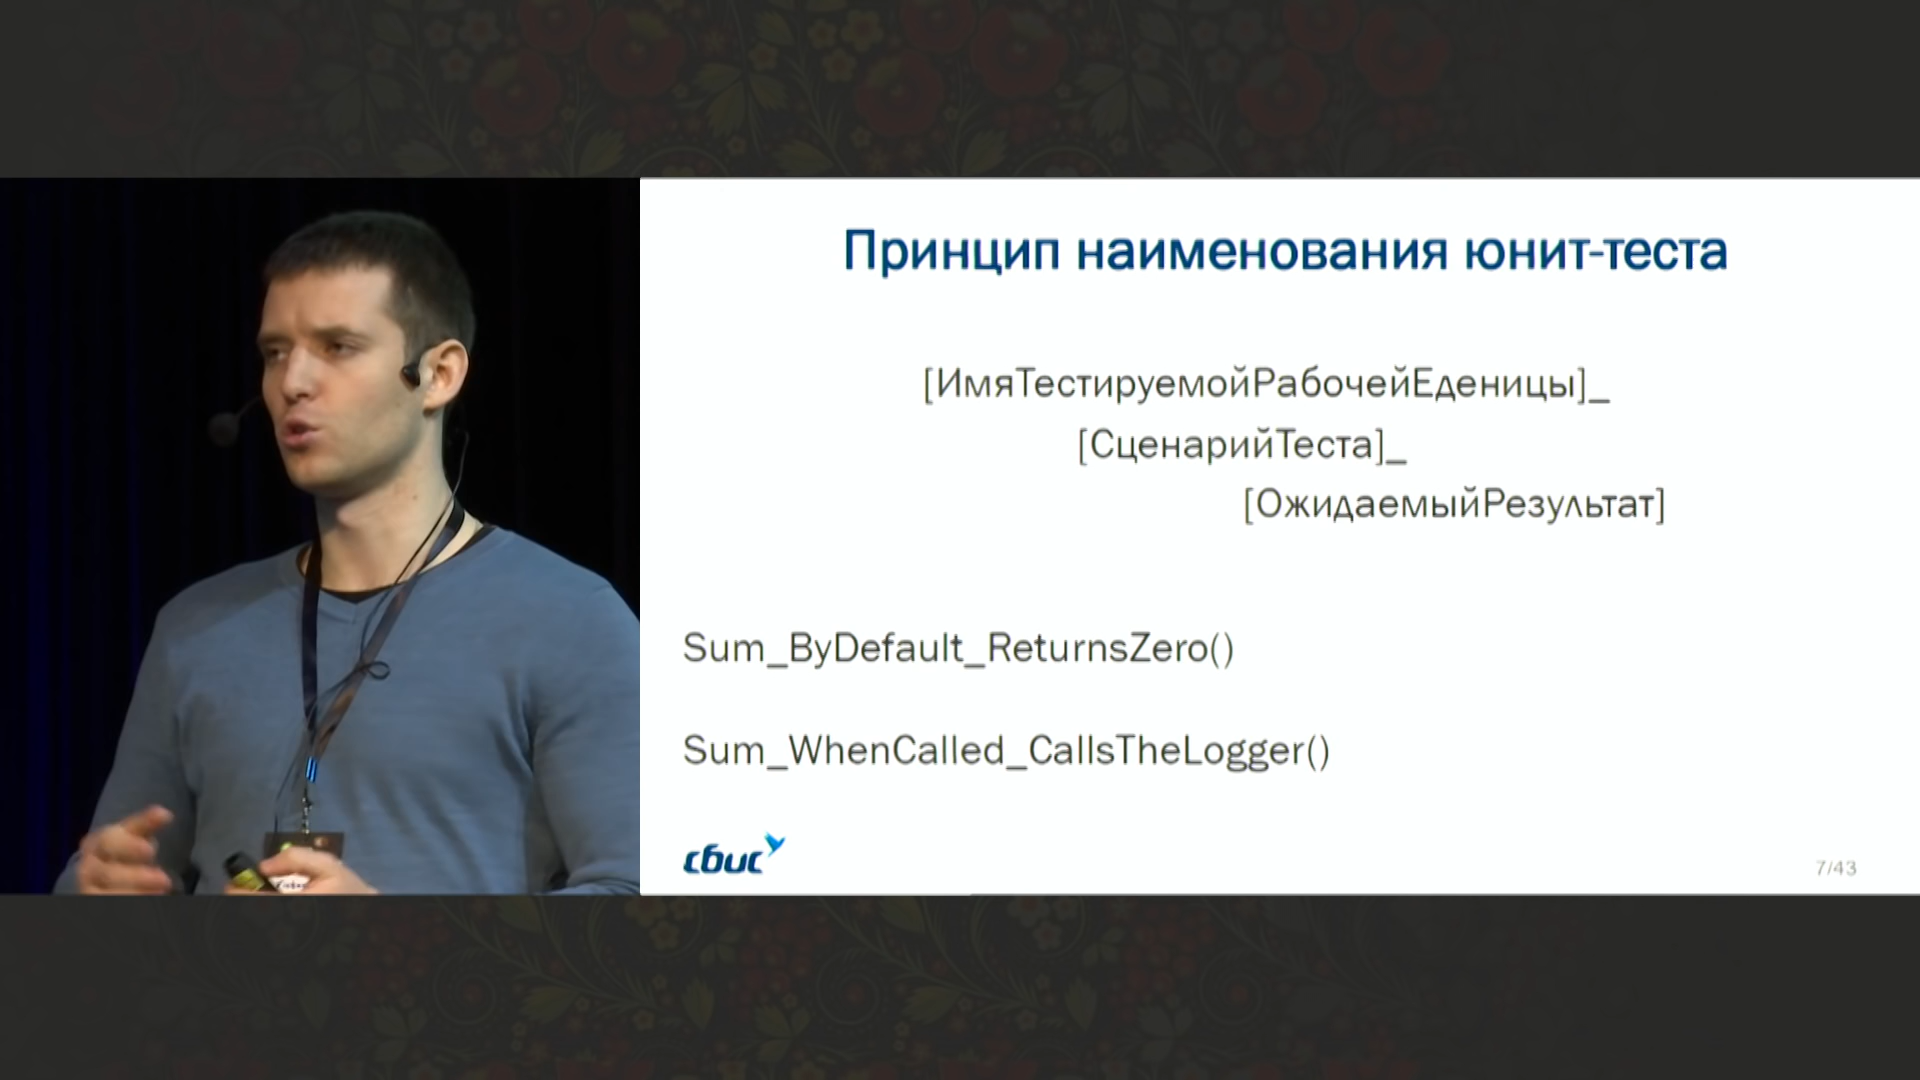 Принцип наименования юнит-теста
[ИмяТестируемойРабочейЕденицы]_
[СценарийТеста]_
[ОжидаемыйРезультат]
Sum_ByDefault_ReturnsZero()
Sum_WhenCalled_CallsTheLogger()
сбис
7/43